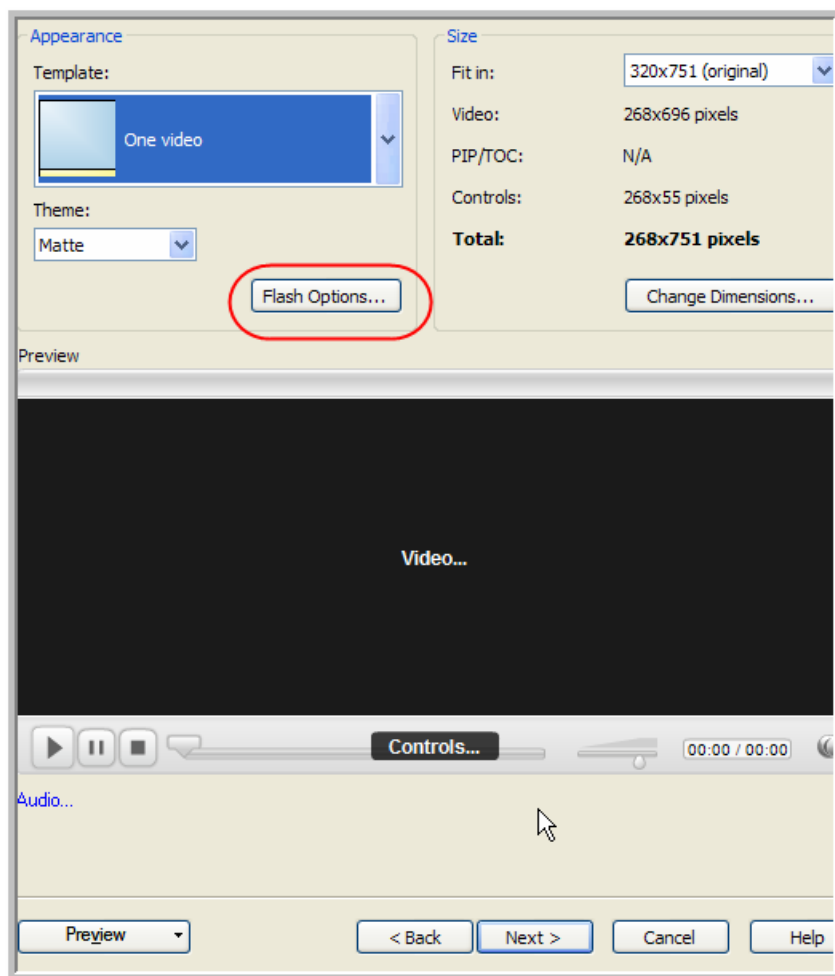 Appearance
Template:
One video
Theme:
Matte
Flash Options...
Size
Fit in: 320x751 (original)
Video: 268x696 pixels
PIP/TOC: N/A
Controls: 268x55 pixels
Total: 268x751 pixels
Change Dimensions...
Preview
Video...
Controls...
00:00 / 00:00
Audio...
Preview < Back Next > Cancel Help